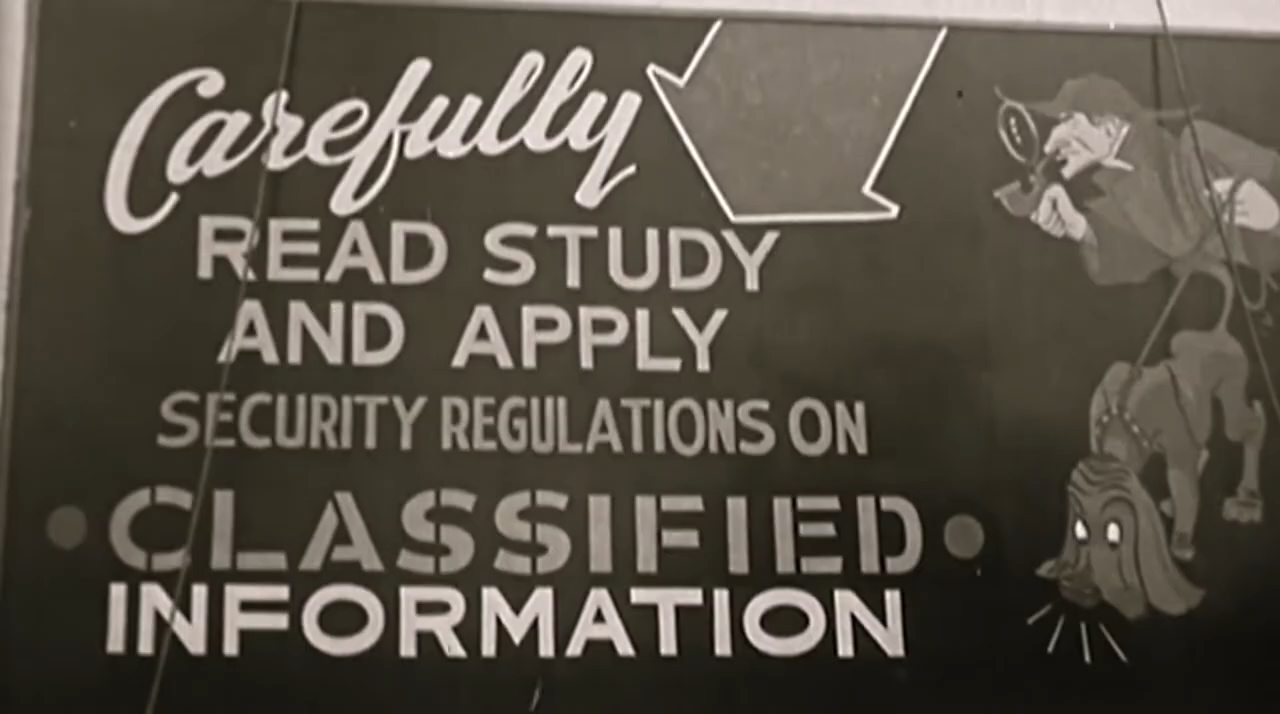 Carefully
READ STUDY
AND APPLY
SECURITY REGULATIONS ON
• CLASSIFIED •
INFORMATION